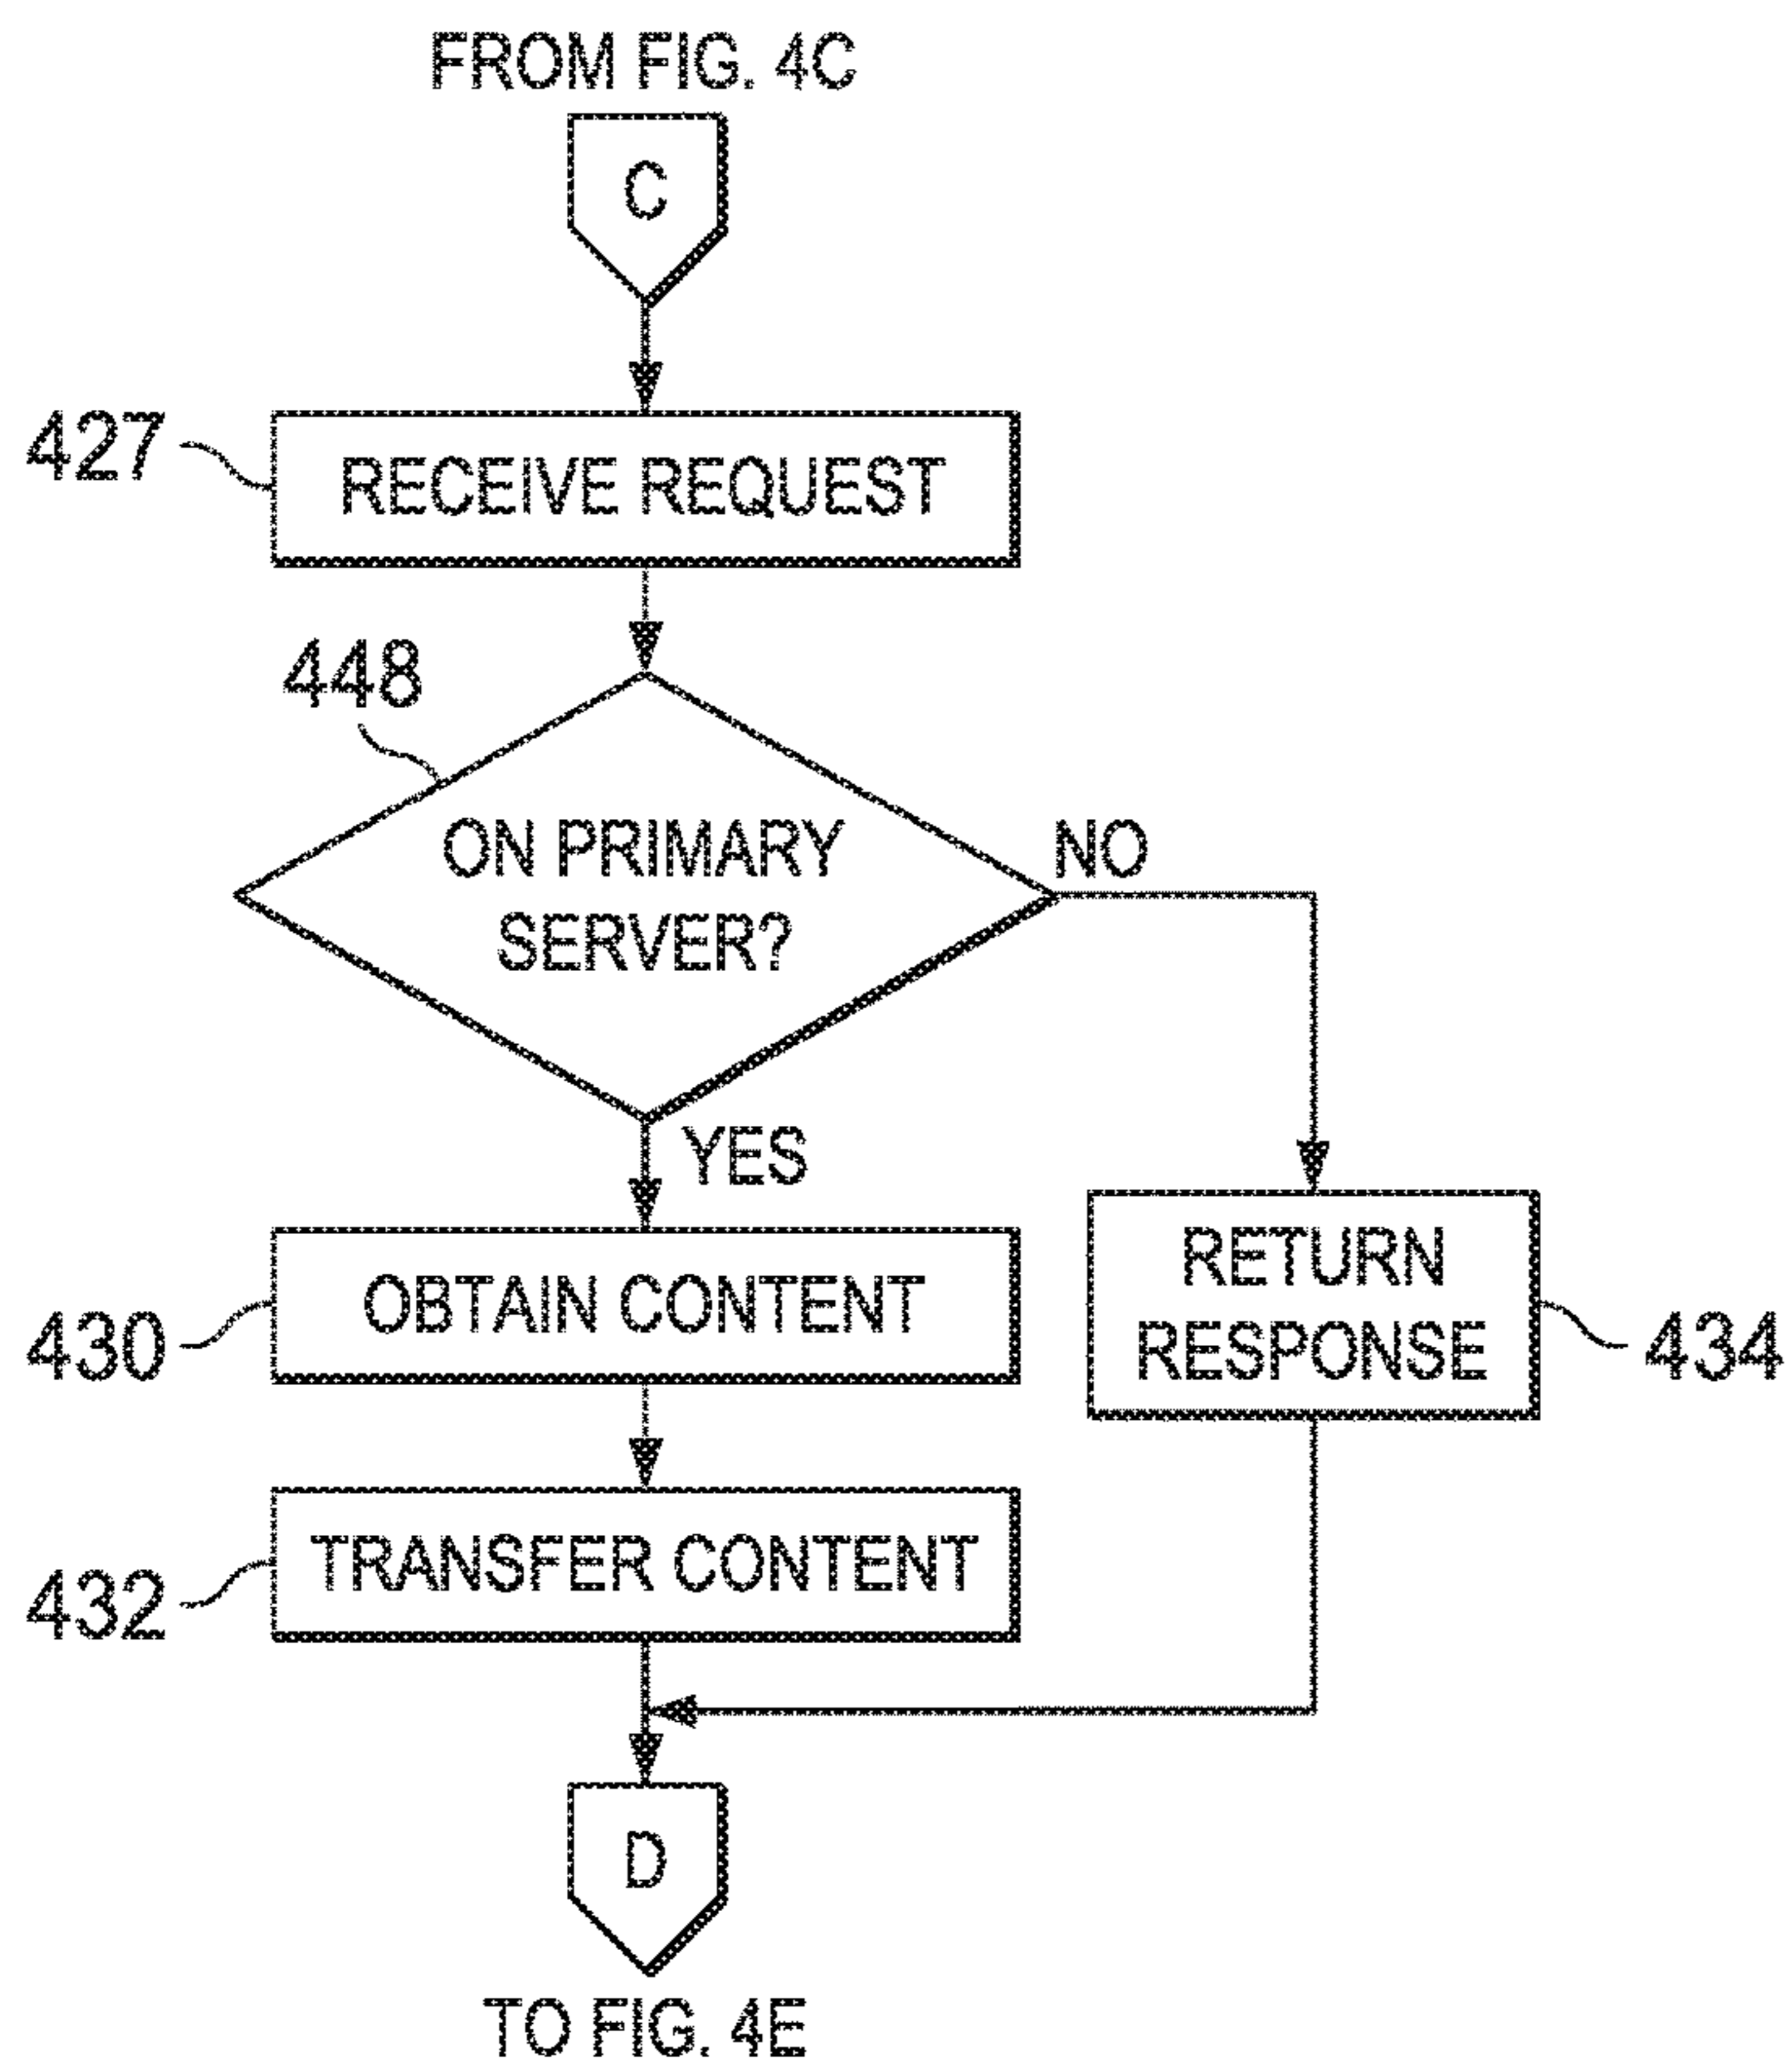 FROM FIG. 4C
C
427
RECEIVE REQUEST
448
ON PRIMARY
SERVER?
NO
YES
430
OBTAIN CONTENT
RETURN
RESPONSE
434
432
TRANSFER CONTENT
D
TO FIG. 4E